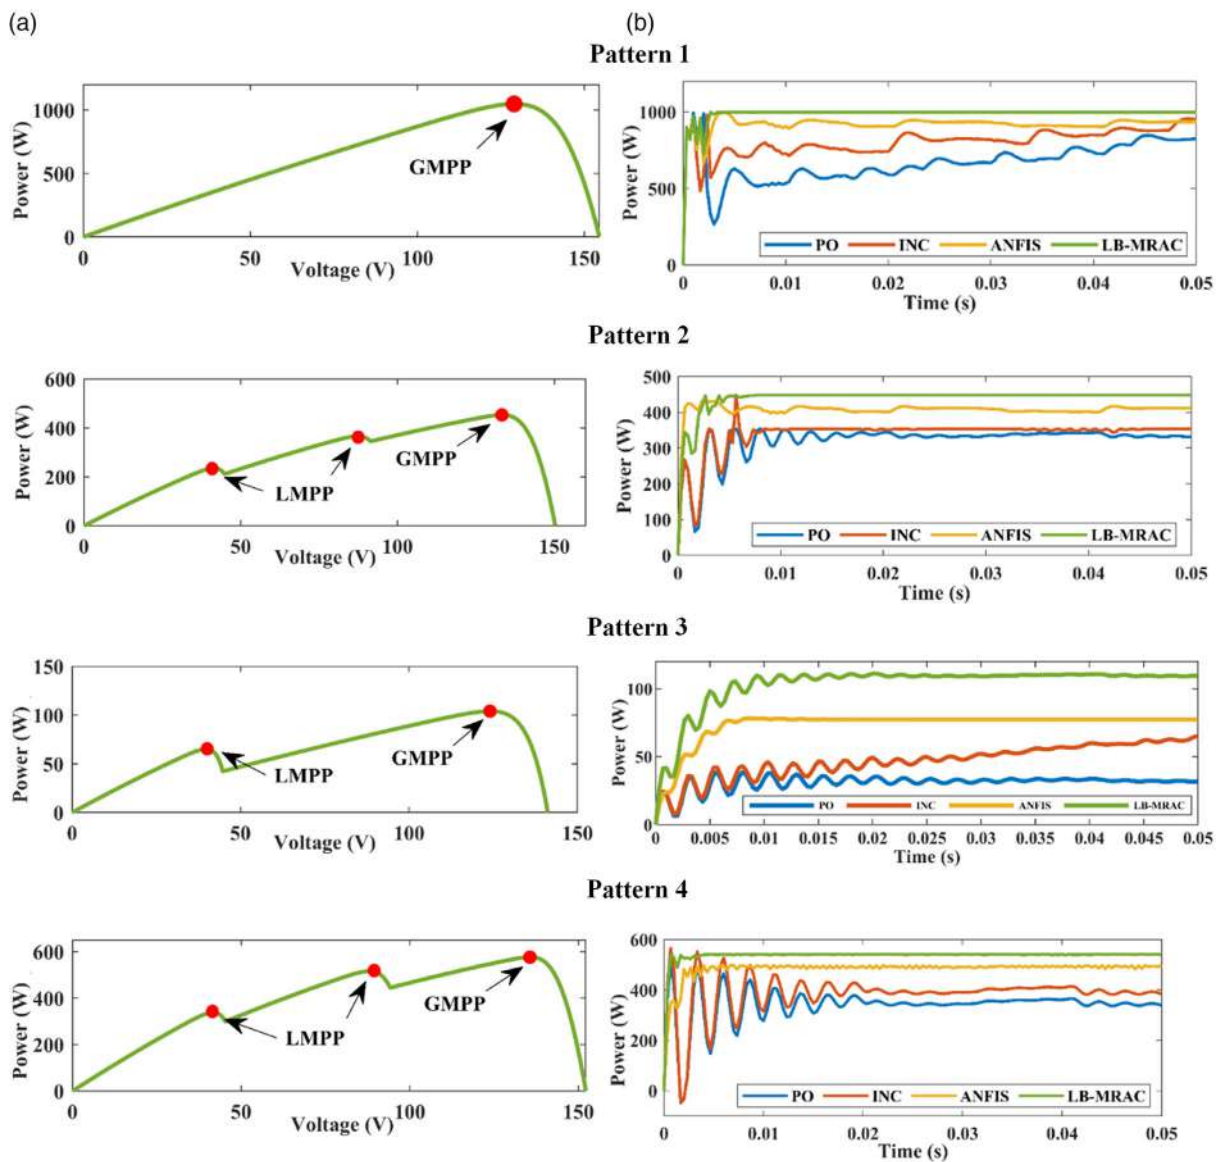 (a)
(b)
Pattern 1
1000
500
0
Power (W)
GMPP
0
50
100
150
Voltage (V)
1000
500
0
Power (W)
PO
INC
ANFIS
LB-MRAC
0
0.01
0.02
0.03
0.04
0.05
Time (s)
Pattern 2
600
400
200
0
Power (W)
LMPP
GMPP
0
50
100
150
Voltage (V)
500
400
300
200
100
0
Power (W)
PO
INC
ANFIS
LB-MRAC
0
0.01
0.02
0.03
0.04
0.05
Time (s)
Pattern 3
150
100
50
0
Power (W)
LMPP
GMPP
0
50
100
150
Voltage (V)
100
50
0
Power (W)
PO
INC
ANFIS
LB-MRAC
0
0.005
0.01
0.015
0.02
0.025
0.03
0.035
0.04
0.045
0.05
Time (s)
Pattern 4
600
400
200
0
Power (W)
LMPP
GMPP
0
50
100
150
Voltage (V)
600
400
200
0
Power (W)
PO
INC
ANFIS
LB-MRAC
0
0.01
0.02
0.03
0.04
0.05
Time (s)